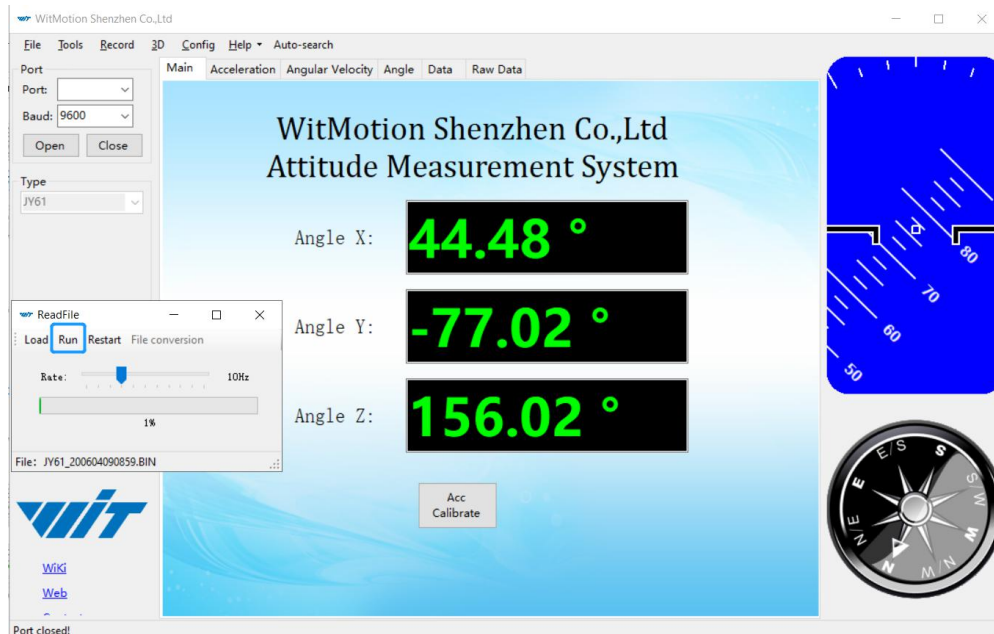 WitMotion Shenzhen Co.,Ltd
File Tools Record 3D Config Help Auto-search
Port
Port:
Baud: 9600
Open Close
Type
JY61
Main Acceleration Angular Velocity Angle Data Raw Data
WitMotion Shenzhen Co.,Ltd
Attitude Measurement System
Angle X: 44.48 °
Angle Y: -77.02 °
Angle Z: 156.02 °
Acc
Calibrate
ReadFile
Load Run Restart File conversion
Rate: 10Hz
1%
File: JY61_200604090859.BIN
WIT
WiKi
Web
80
70
60
50
E/S S S/W W N/W N N/E E
Port closed!